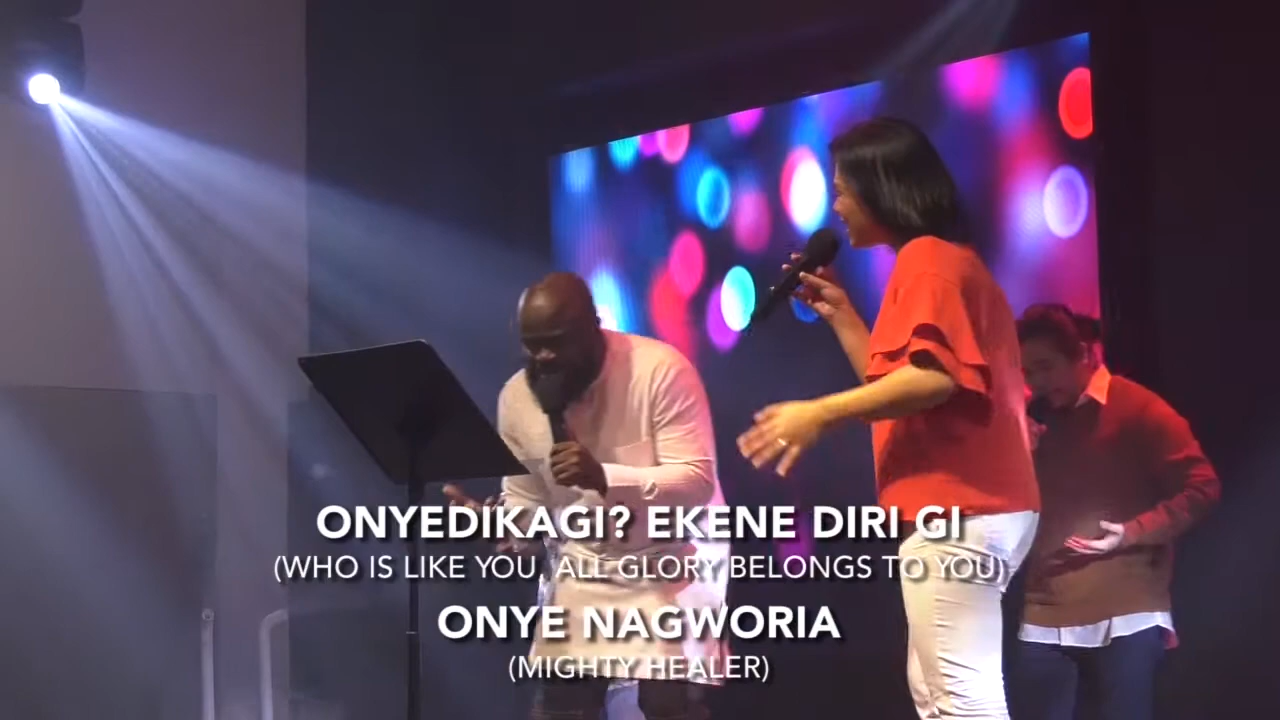 ONYEDIKAGI? EKENE DIRI GI
(WHO IS LIKE YOU, ALL GLORY BELONGS TO YOU)
ONYE NAGWORIA
(MIGHTY HEALER)